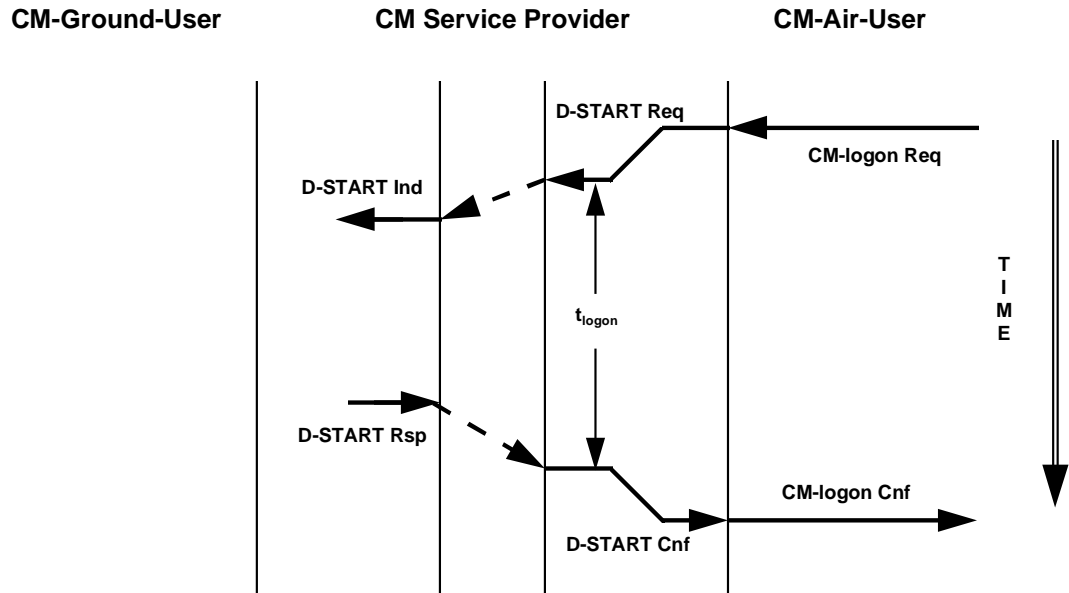 CM-Ground-User CM Service Provider CM-Air-User
D-START Req
CM-logon Req
D-START Ind
T
I
M
E
tlogon
D-START Rsp
CM-logon Cnf
D-START Cnf